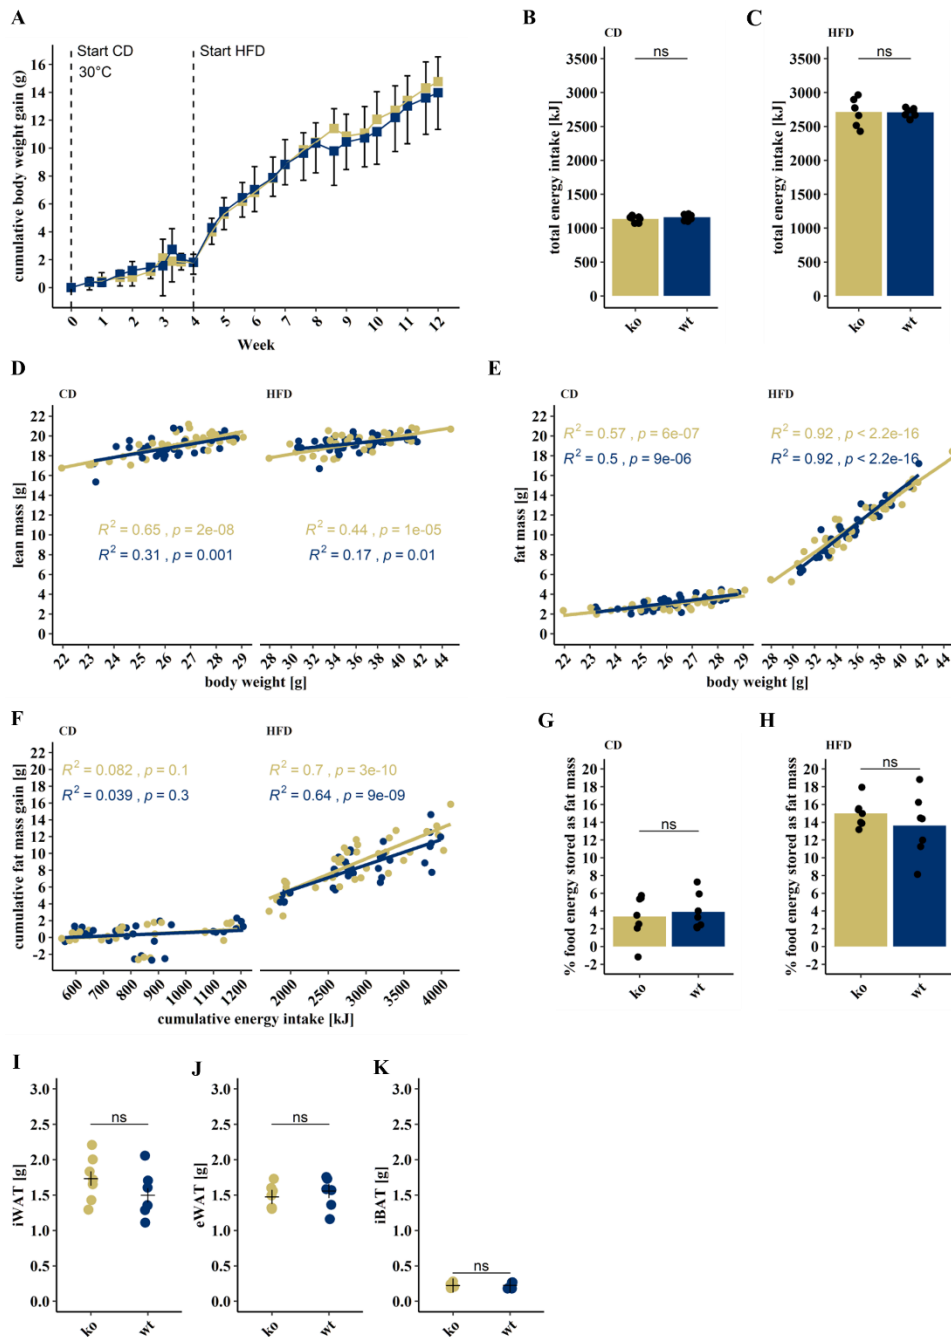 A
Start CD
30°C
Start HFD
cumulative body weight gain (g)
16
14
12
10
8
6
4
2
0
0
1
2
3
4
5
6
7
8
9
10
11
12
Week
B
CD
ns
total energy intake [kJ]
3500
3000
2500
2000
1500
1000
500
0
ko
wt
C
HFD
ns
total energy intake [kJ]
3500
3000
2500
2000
1500
1000
500
0
ko
wt
D
CD
HFD
lean mass [g]
22
20
18
16
14
12
10
8
6
4
2
0
R² = 0.65 , p = 2e-08
R² = 0.31 , p = 0.001
R² = 0.44 , p = 1e-05
R² = 0.17 , p = 0.01
22
23
24
25
26
27
28
29
28
30
32
34
36
38
40
42
44
body weight [g]
E
CD
HFD
fat mass [g]
22
20
18
16
14
12
10
8
6
4
2
0
R² = 0.57 , p = 6e-07
R² = 0.5 , p = 9e-06
R² = 0.92 , p < 2.2e-16
R² = 0.92 , p < 2.2e-16
22
23
24
25
26
27
28
29
28
30
32
34
36
38
40
42
44
body weight [g]
F
CD
HFD
cumulative fat mass gain [g]
22
20
18
16
14
12
10
8
6
4
2
0
-2
R² = 0.082 , p = 0.1
R² = 0.039 , p = 0.3
R² = 0.7 , p = 3e-10
R² = 0.64 , p = 9e-09
600
700
800
900
1000
1100
1200
2000
2500
3000
3500
4000
cumulative energy intake [kJ]
G
CD
ns
% food energy stored as fat mass
20
18
16
14
12
10
8
6
4
2
0
-2
ko
wt
H
HFD
ns
% food energy stored as fat mass
20
18
16
14
12
10
8
6
4
2
0
-2
ko
wt
I
ns
iWAT [g]
3.0
2.5
2.0
1.5
1.0
0.5
0.0
ko
wt
J
ns
eWAT [g]
3.0
2.5
2.0
1.5
1.0
0.5
0.0
ko
wt
K
ns
iBAT [g]
3.0
2.5
2.0
1.5
1.0
0.5
0.0
ko
wt